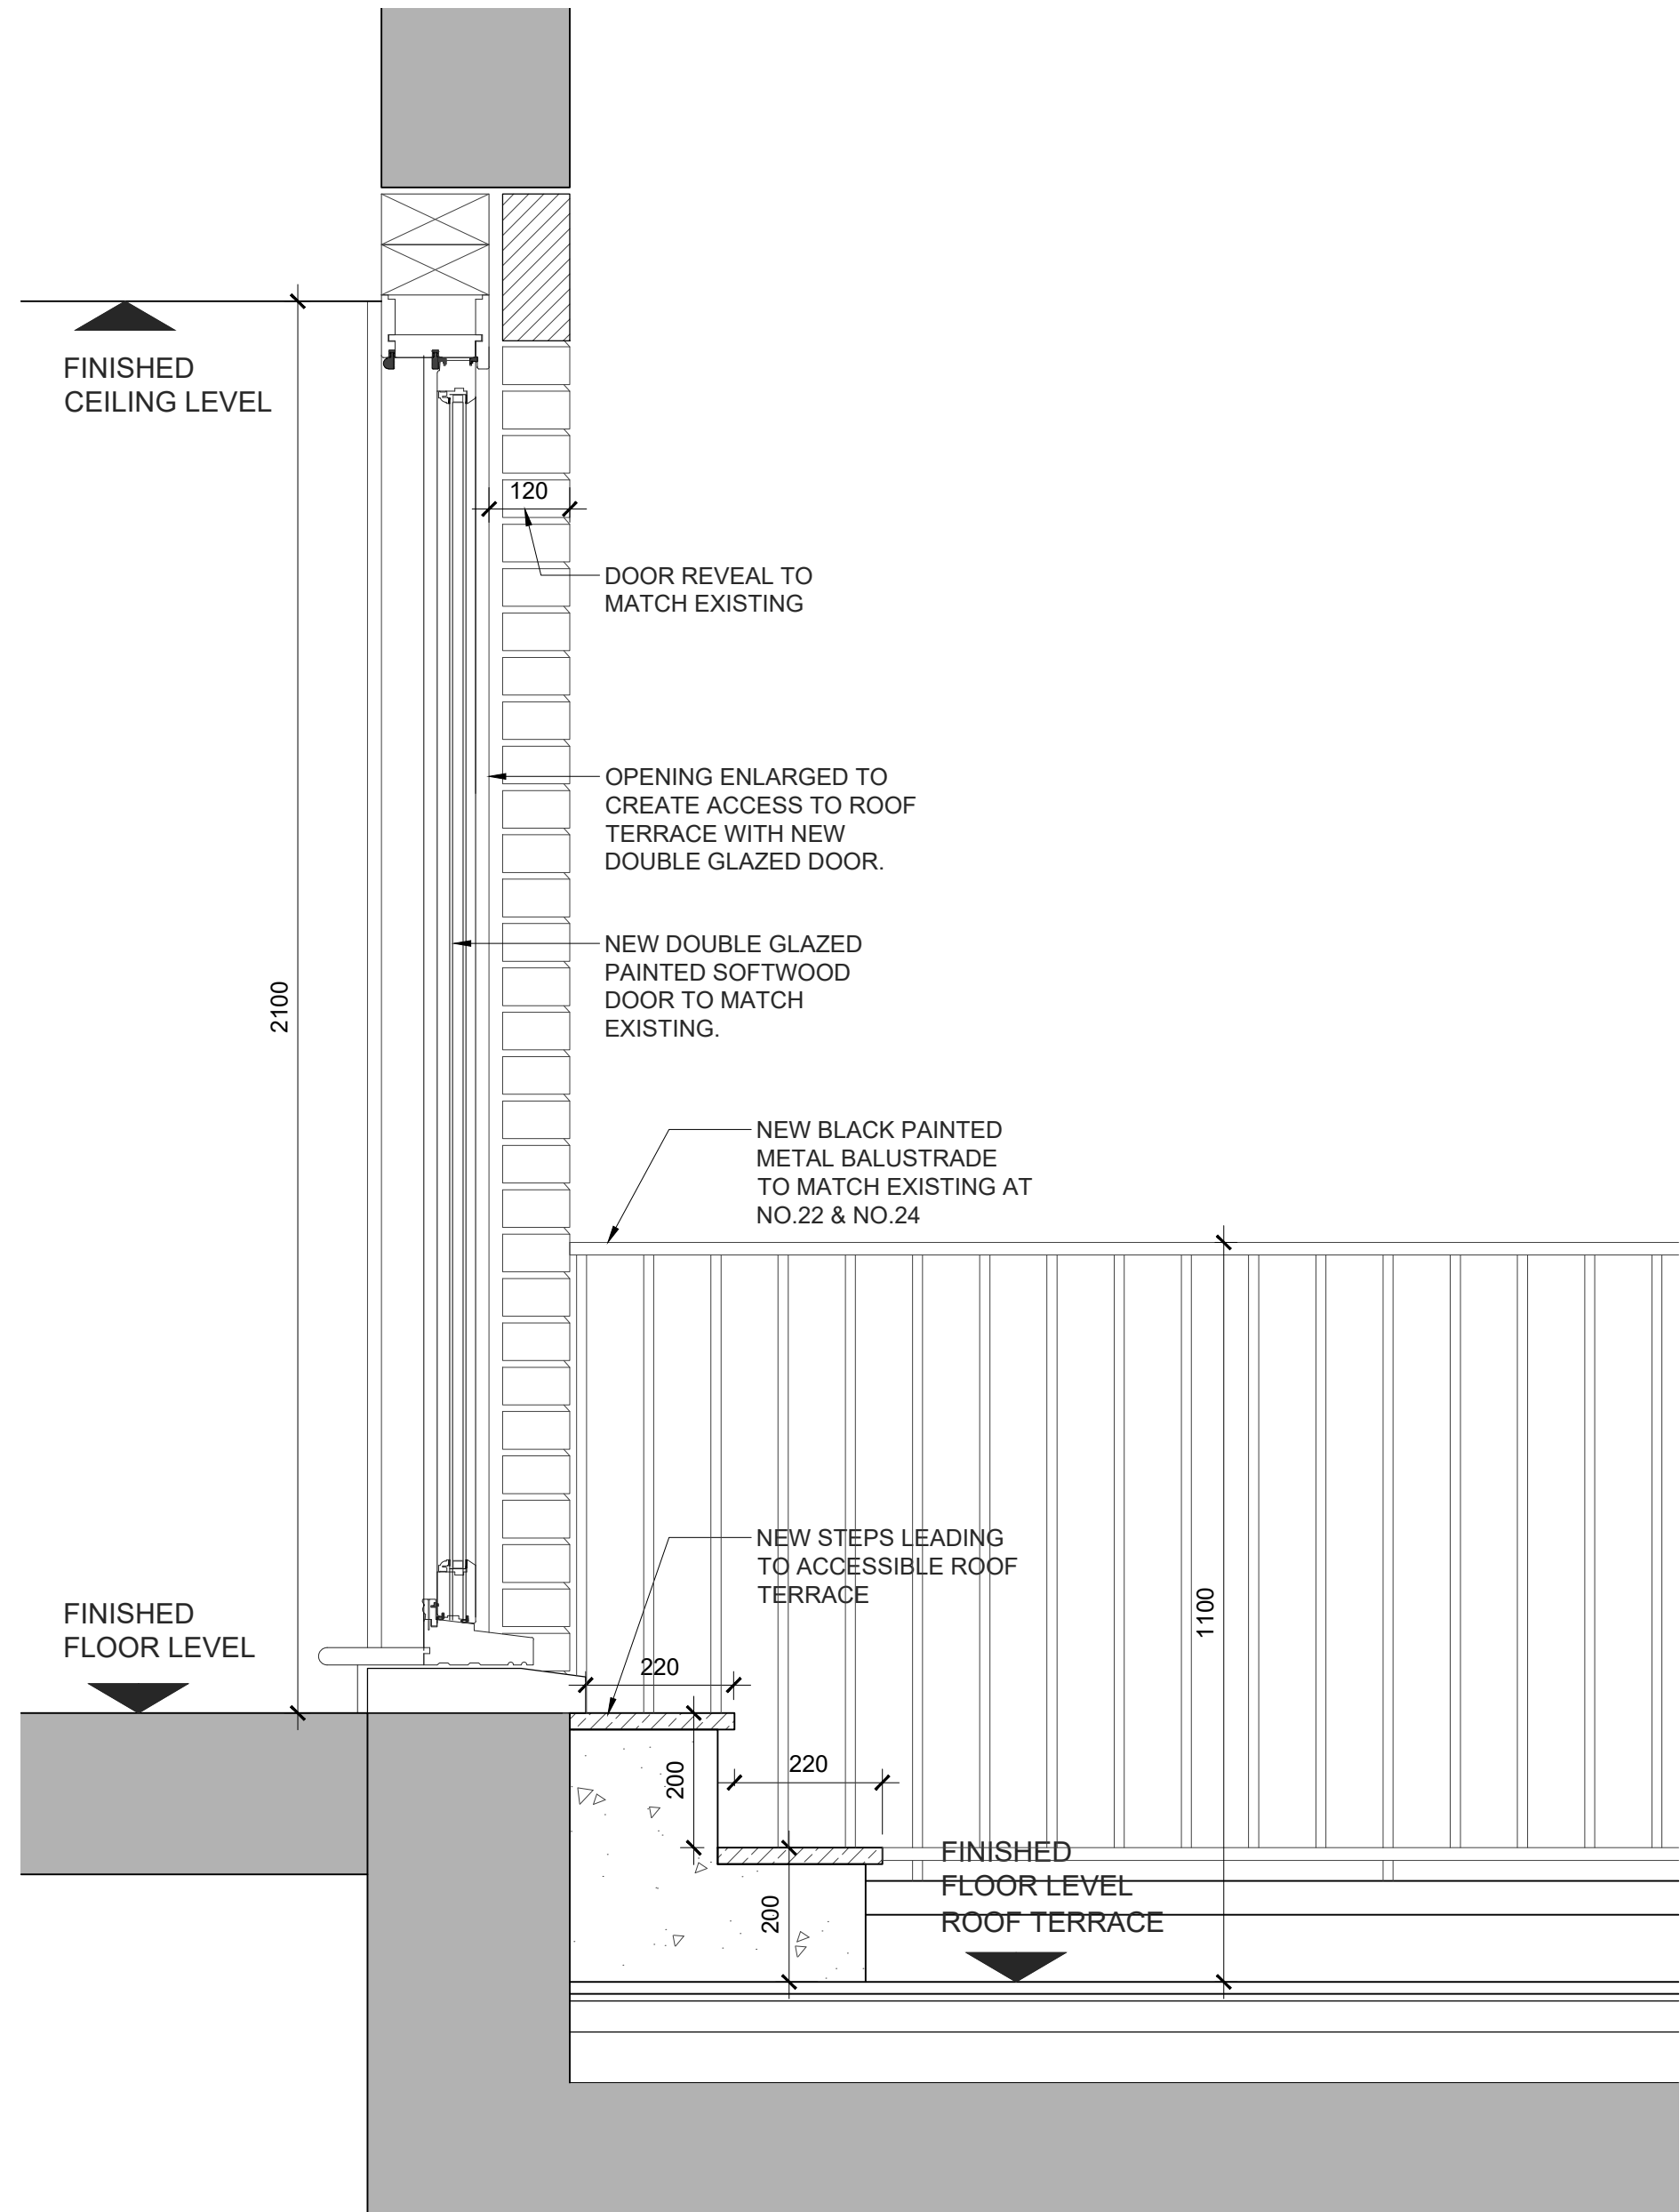 FINISHED
CEILING LEVEL
120
DOOR REVEAL TO
MATCH EXISTING
OPENING ENLARGED TO
CREATE ACCESS TO ROOF
TERRACE WITH NEW
DOUBLE GLAZED DOOR.
NEW DOUBLE GLAZED
PAINTED SOFTWOOD
DOOR TO MATCH
EXISTING.
2100
NEW BLACK PAINTED
METAL BALUSTRADE
TO MATCH EXISTING AT
NO.22 & NO.24
NEW STEPS LEADING
TO ACCESSIBLE ROOF
TERRACE
1100
FINISHED
FLOOR LEVEL
220
200
220
FINISHED
FLOOR LEVEL
ROOF TERRACE
200